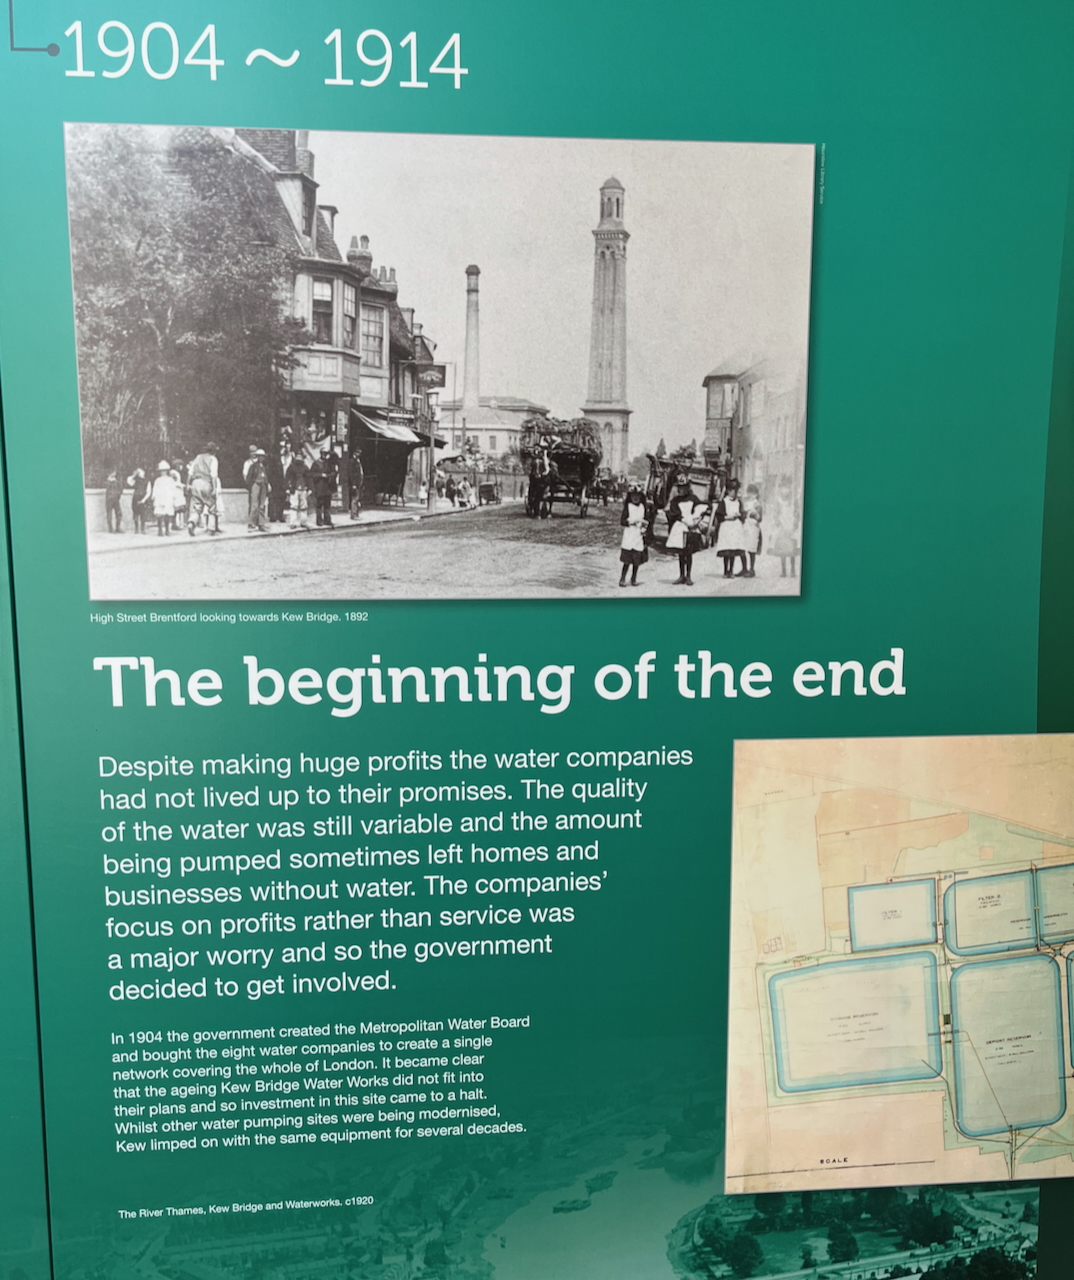 1904 ~ 1914
High Street Brentford looking towards Kew Bridge. 1892
The beginning of the end
Despite making huge profits the water companies
had not lived up to their promises. The quality
of the water was still variable and the amount
being pumped sometimes left homes and
businesses without water. The companies’
focus on profits rather than service was
a major worry and so the government
decided to get involved.
In 1904 the government created the Metropolitan Water Board
and bought the eight water companies to create a single
network covering the whole of London. It became clear
that the ageing Kew Bridge Water Works did not fit into
their plans and so investment in this site came to a halt.
Whilst other water pumping sites were being modernised,
Kew limped on with the same equipment for several decades.
The River Thames, Kew Bridge and Waterworks. c1920
FILTER
DEPOSIT RESERVOIR
SCALE